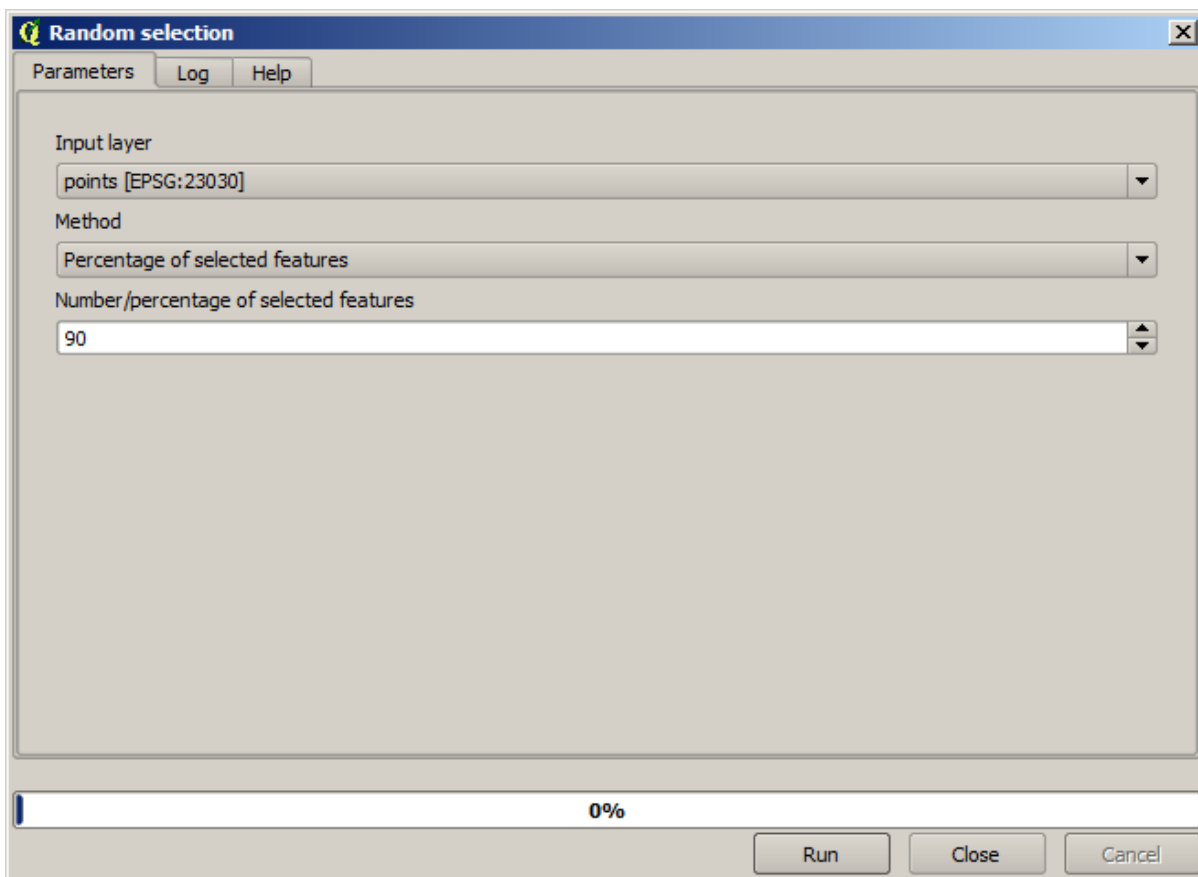 Random selection
Parameters Log Help
Input layer
points [EPSG:23030]
Method
Percentage of selected features
Number/percentage of selected features
90
0%
Run Close Cancel